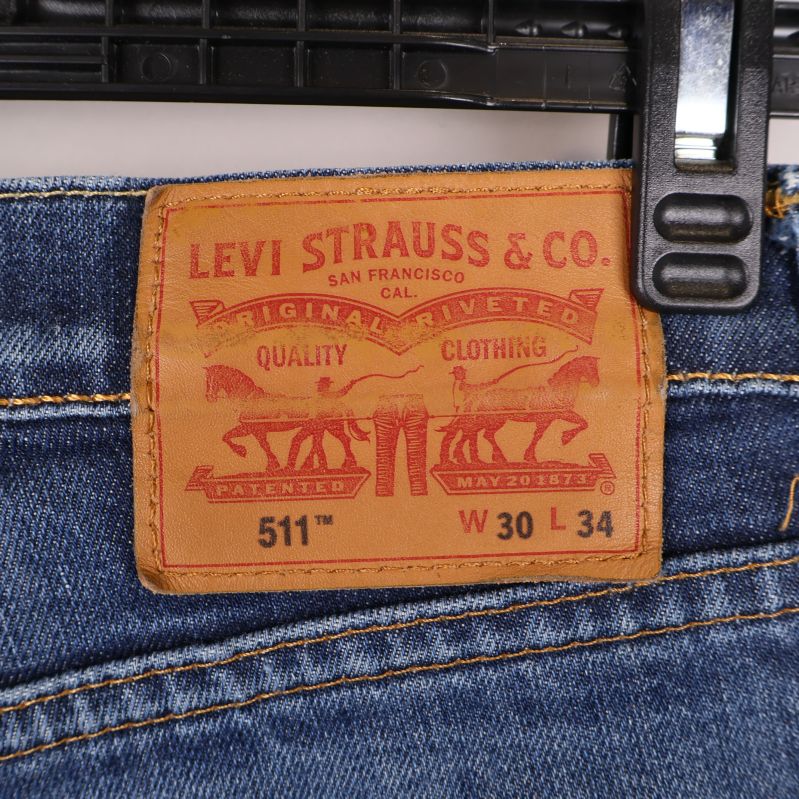 LEVI STRAUSS & CO.
SAN FRANCISCO
CAL.
ORIGINAL RIVETED
QUALITY CLOTHING
PATENTED MAY 20 1873 ®
511™ W 30 L 34